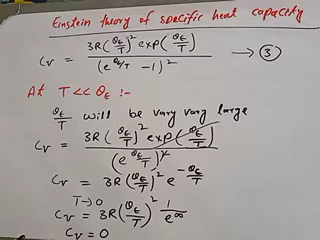 Einstein theory of specific heat capacity
Cv = 3R(θE/T)² exp(θE/T) / (e^θE/T - 1)² → ③
At T << θE :-
θE/T will be vary vary large
Cv = 3R(θE/T)² exp(θE/T) / (e^θE/T)²
Cv = 3R(θE/T)² e^-θE/T
T→0
Cv = 3R(θE/T)² 1/e^∞
Cv = 0